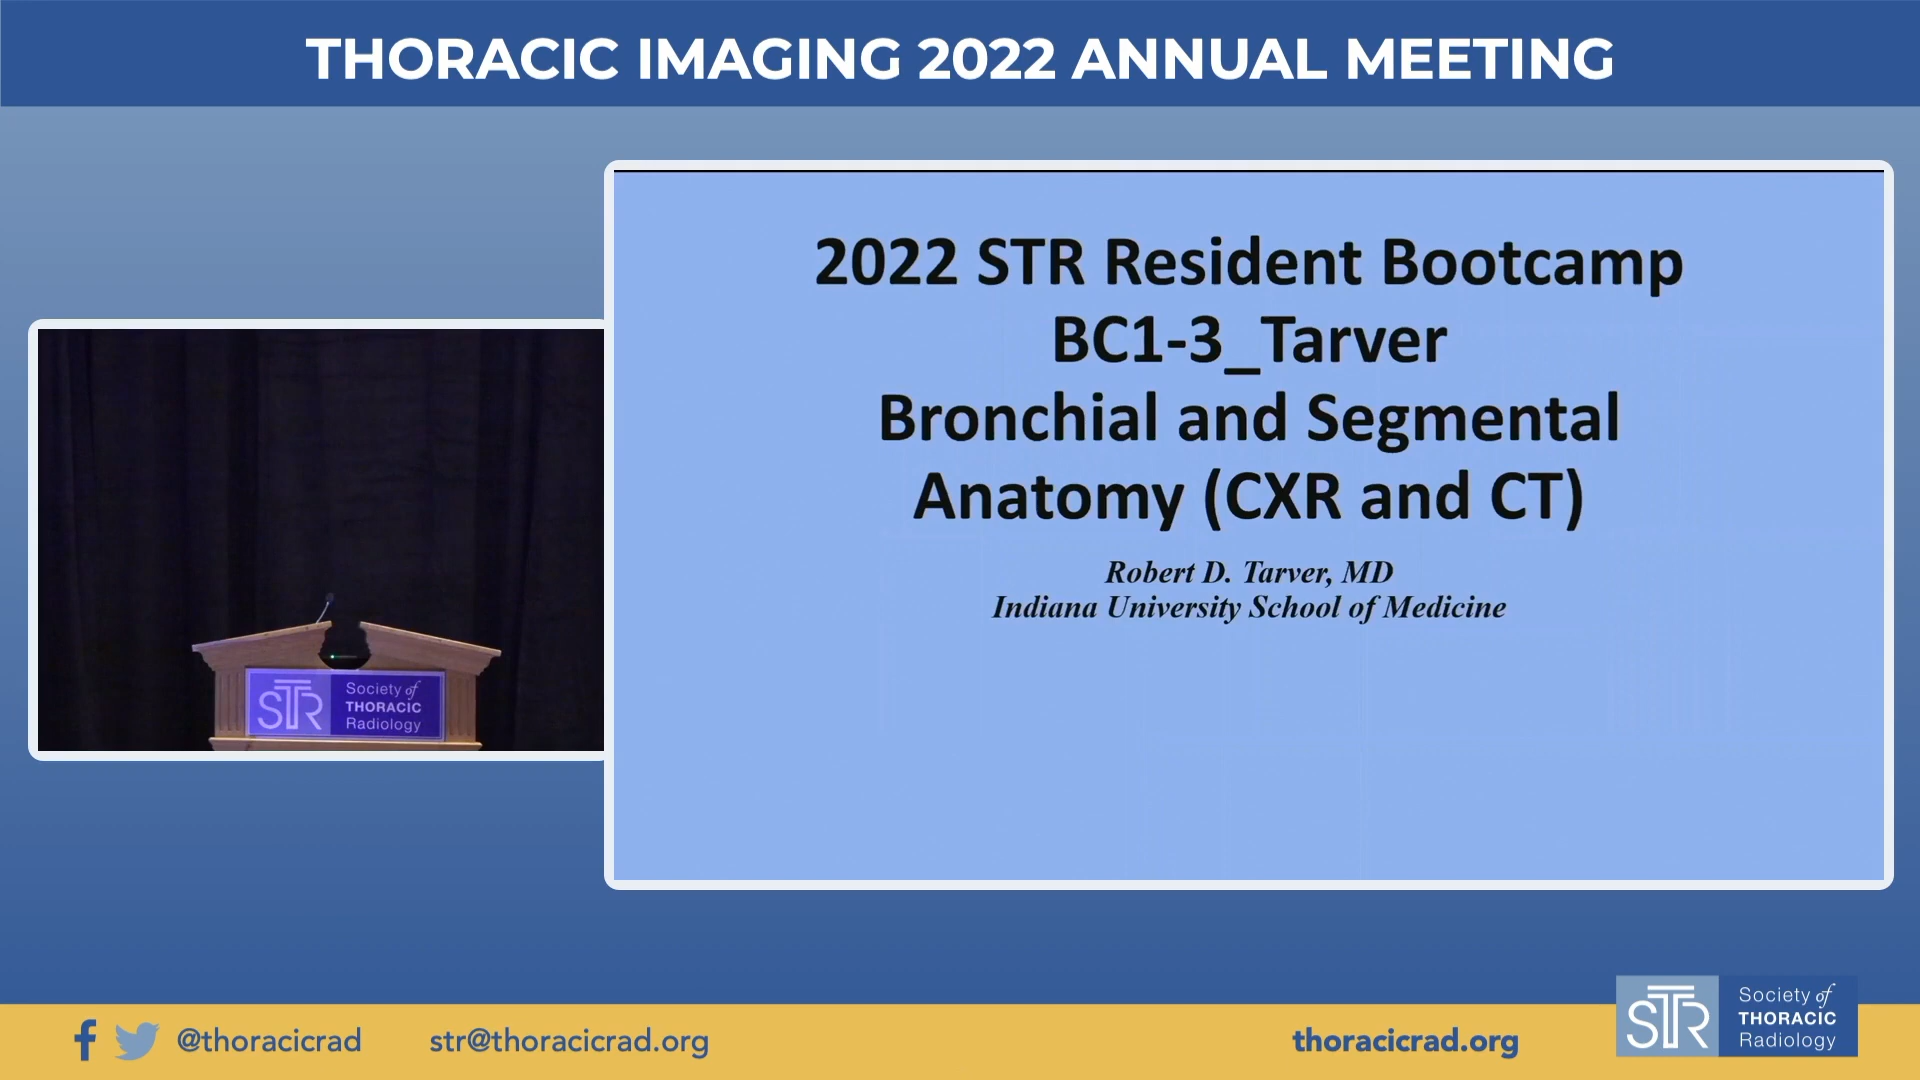 THORACIC IMAGING 2022 ANNUAL MEETING
2022 STR Resident Bootcamp
BC1-3_Tarver
Bronchial and Segmental
Anatomy (CXR and CT)
Robert D. Tarver, MD
Indiana University School of Medicine
STR
Society of
THORACIC
Radiology
@thoracicrad
str@thoracicrad.org
thoracicrad.org
STR
Society of
THORACIC
Radiology